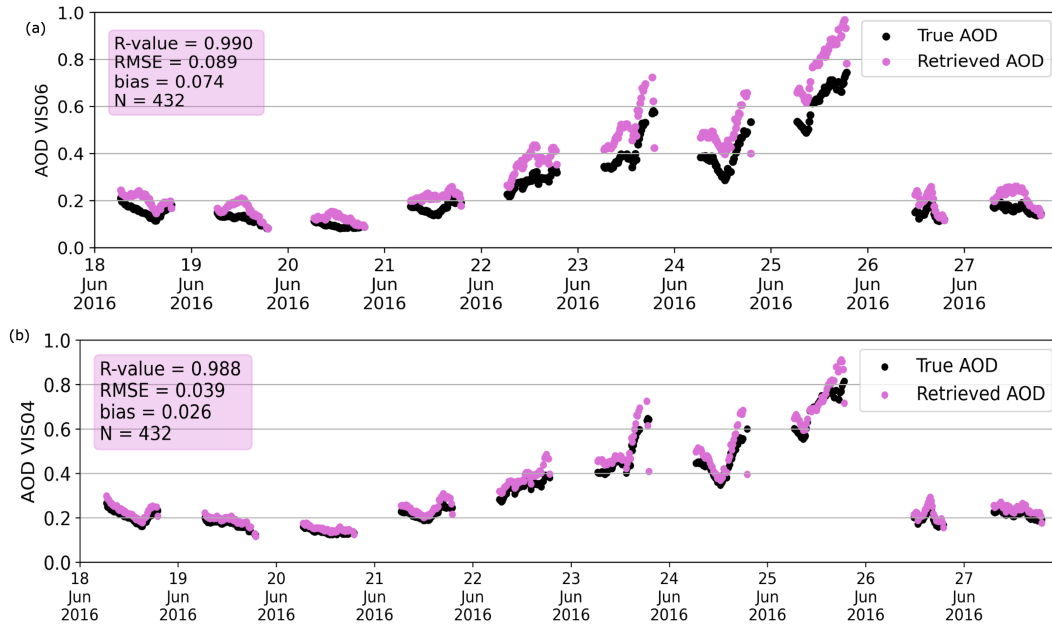 (a)
AOD VIS06
1.0
0.8
0.6
0.4
0.2
0.0
R-value = 0.990
RMSE = 0.089
bias = 0.074
N = 432
True AOD
Retrieved AOD
18 19 20 21 22 23 24 25 26 27
Jun Jun Jun Jun Jun Jun Jun Jun Jun Jun
2016 2016 2016 2016 2016 2016 2016 2016 2016 2016
(b)
AOD VIS04
1.0
0.8
0.6
0.4
0.2
0.0
R-value = 0.988
RMSE = 0.039
bias = 0.026
N = 432
True AOD
Retrieved AOD
18 19 20 21 22 23 24 25 26 27
Jun Jun Jun Jun Jun Jun Jun Jun Jun Jun
2016 2016 2016 2016 2016 2016 2016 2016 2016 2016